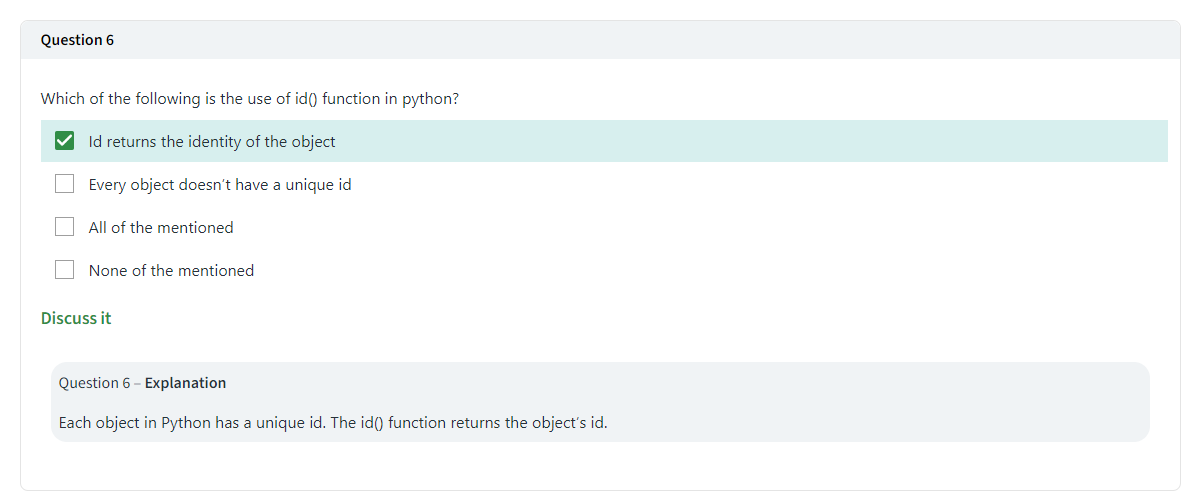 Question 6
Which of the following is the use of id() function in python?
Id returns the identity of the object
Every object doesn't have a unique id
All of the mentioned
None of the mentioned
Discuss it
Question 6 – Explanation
Each object in Python has a unique id. The id() function returns the object's id.